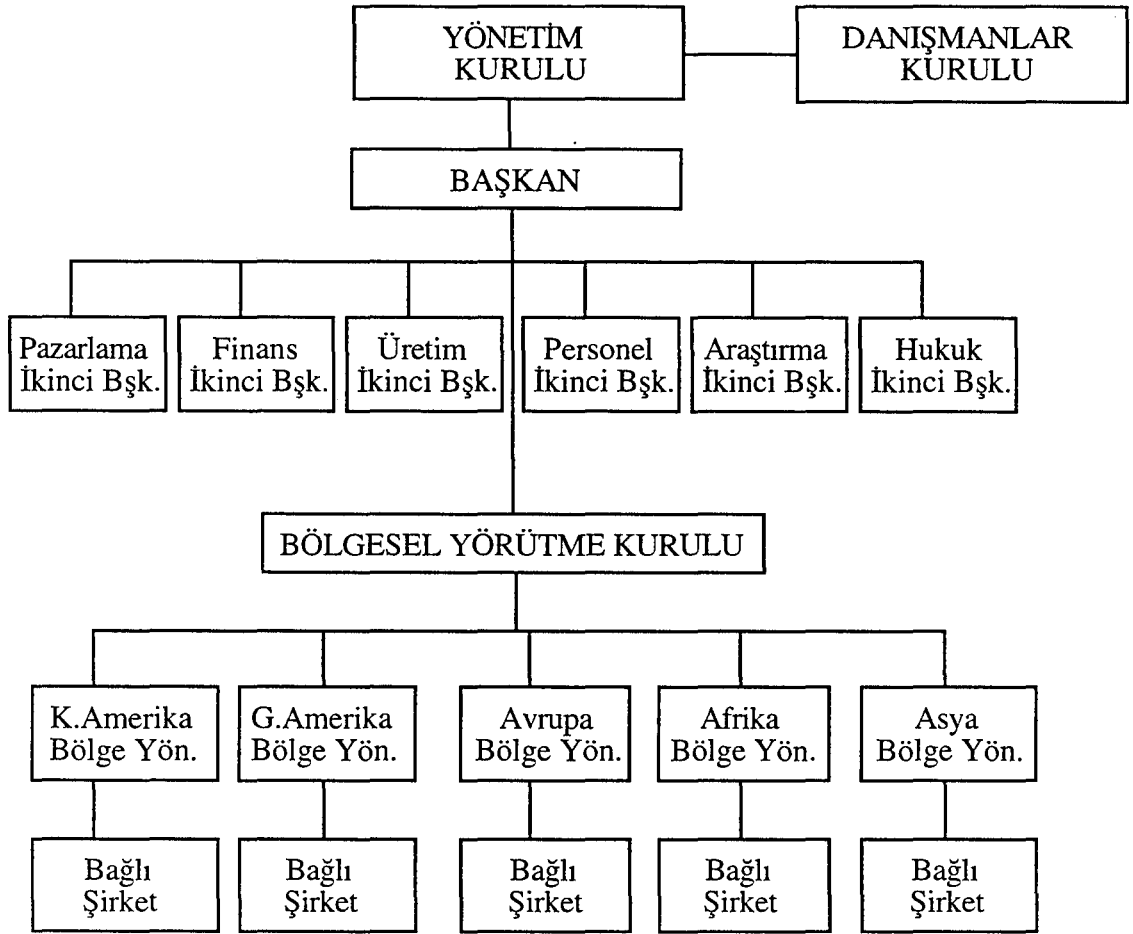 YÖNETİM
KURULU
DANIŞMANLAR
KURULU
BAŞKAN
Pazarlama
İkinci Bşk.
Finans
İkinci Bşk.
Üretim
İkinci Bşk.
Personel
İkinci Bşk.
Araştırma
İkinci Bşk.
Hukuk
İkinci Bşk.
BÖLGESEL YÖRÜTME KURULU
K.Amerika
Bölge Yön.
G.Amerika
Bölge Yön.
Avrupa
Bölge Yön.
Afrika
Bölge Yön.
Asya
Bölge Yön.
Bağlı
Şirket
Bağlı
Şirket
Bağlı
Şirket
Bağlı
Şirket
Bağlı
Şirket